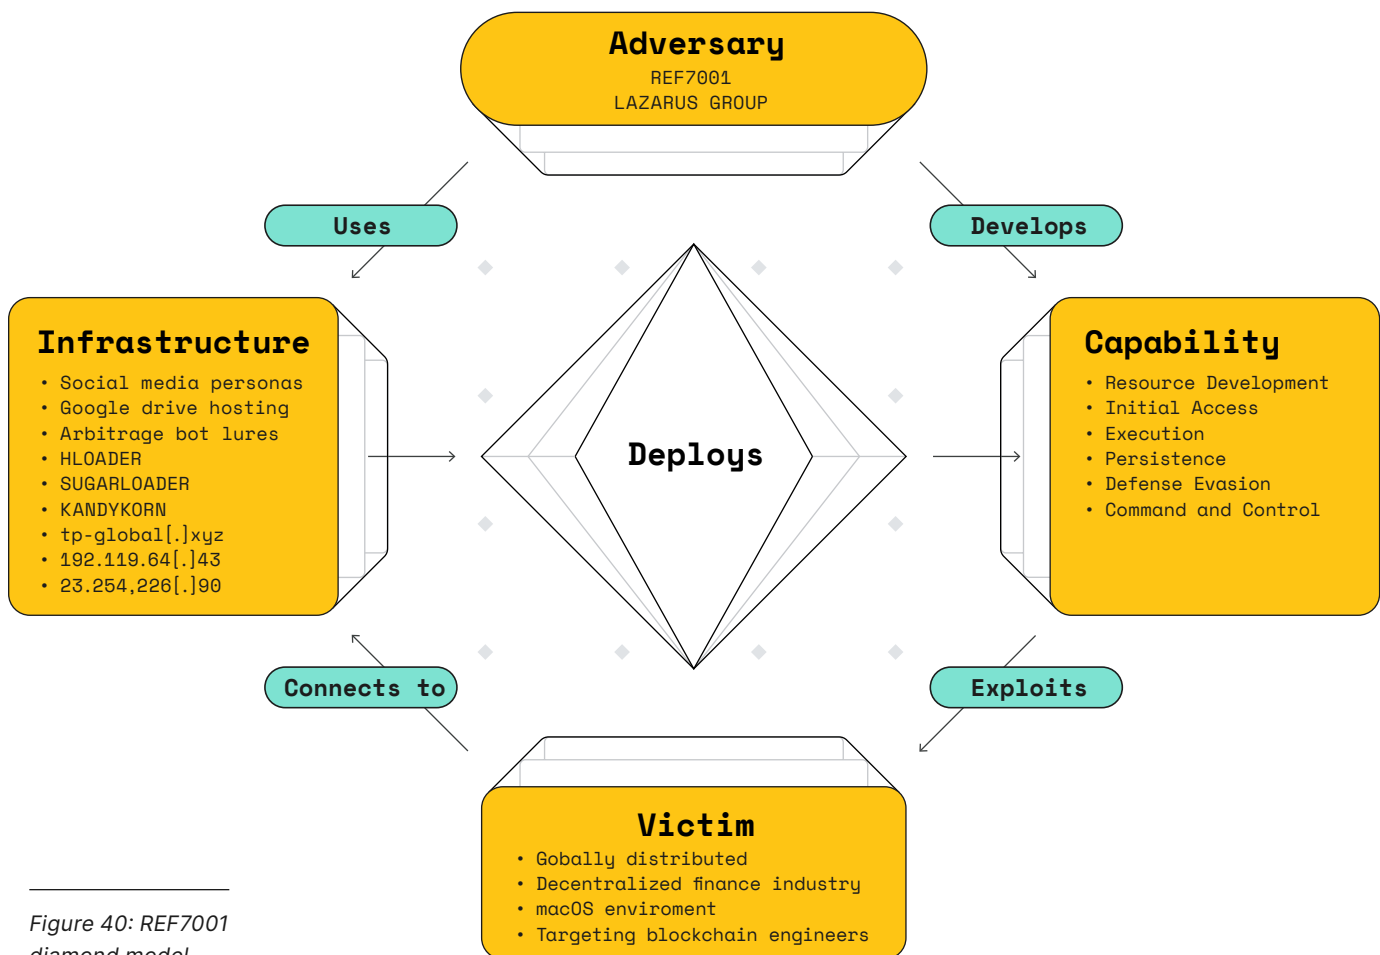 Adversary
REF7001
LAZARUS GROUP
Uses
Develops
Infrastructure
• Social media personas
• Google drive hosting
• Arbitrage bot lures
• HLOADER
• SUGARLOADER
• KANDYKORN
• tp-global[.]xyz
• 192.119.64[.]43
• 23.254,226[.]90
Deploys
Capability
• Resource Development
• Initial Access
• Execution
• Persistence
• Defense Evasion
• Command and Control
Connects to
Exploits
Victim
• Gobally distributed
• Decentralized finance industry
• macOS enviroment
• Targeting blockchain engineers
Figure 40: REF7001
diamond model